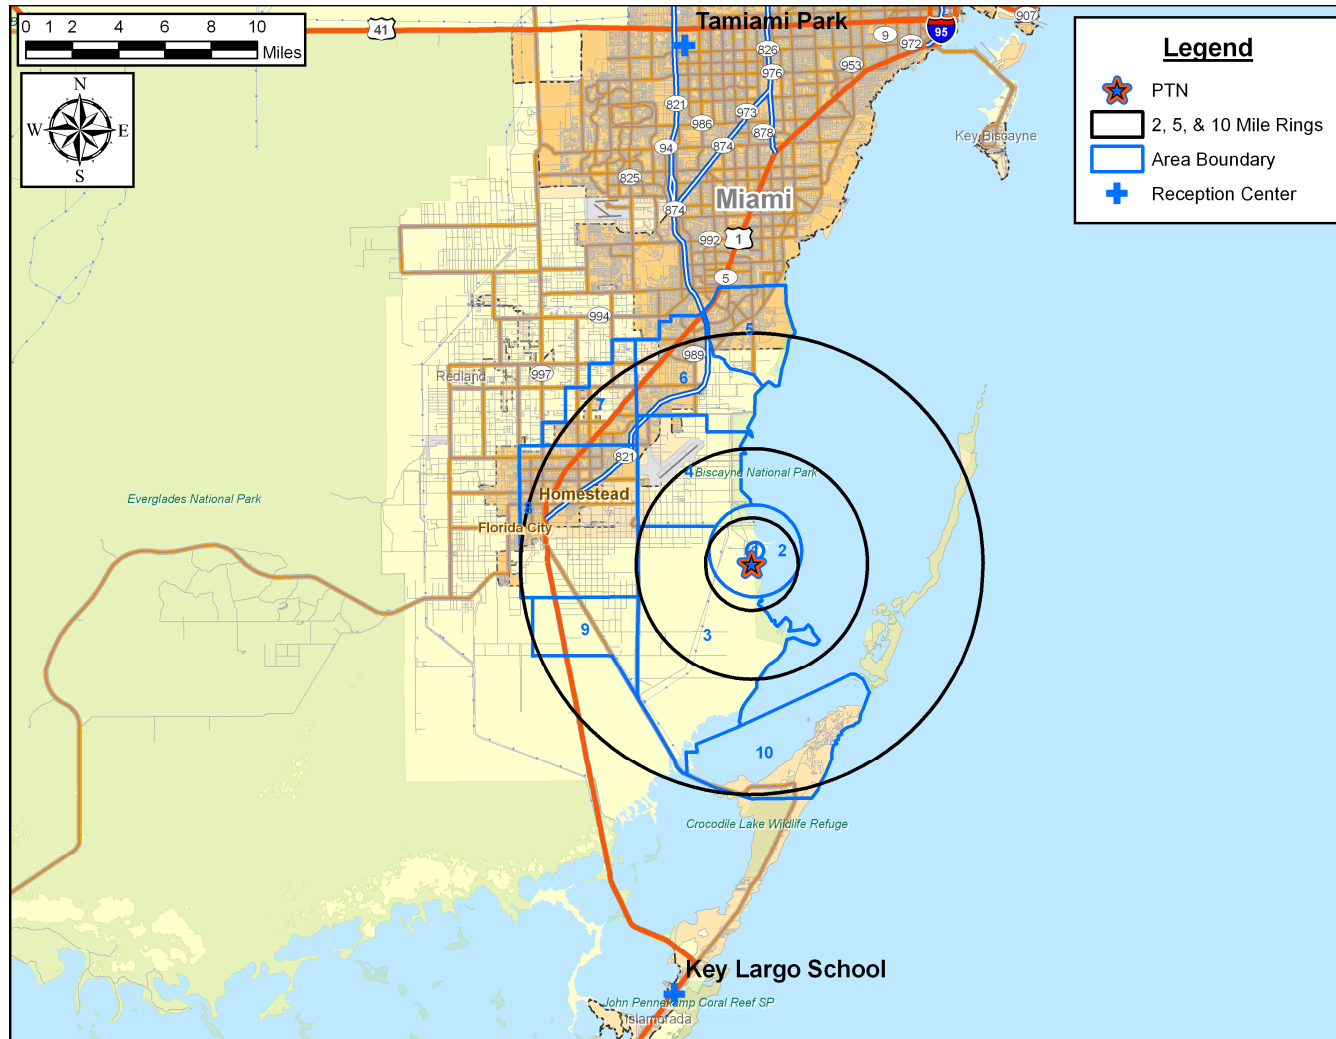 0 1 2 4 6 8 10
Miles
N
W E
S
Legend
PTN
2, 5, & 10 Mile Rings
Area Boundary
Reception Center
Tamiami Park
41
95
907
9
972
826
976
953
821
973
986
878
94
874
825
Key Biscayne
Miami
874
992
1
5
994
5
989
Redland
997
6
7
821
4
Biscayne National Park
Everglades National Park
Homestead
8
Florida City
1
2
9
3
10
Crocodile Lake Wildlife Refuge
Key Largo School
John Pennekamp Coral Reef SP
Islamorada